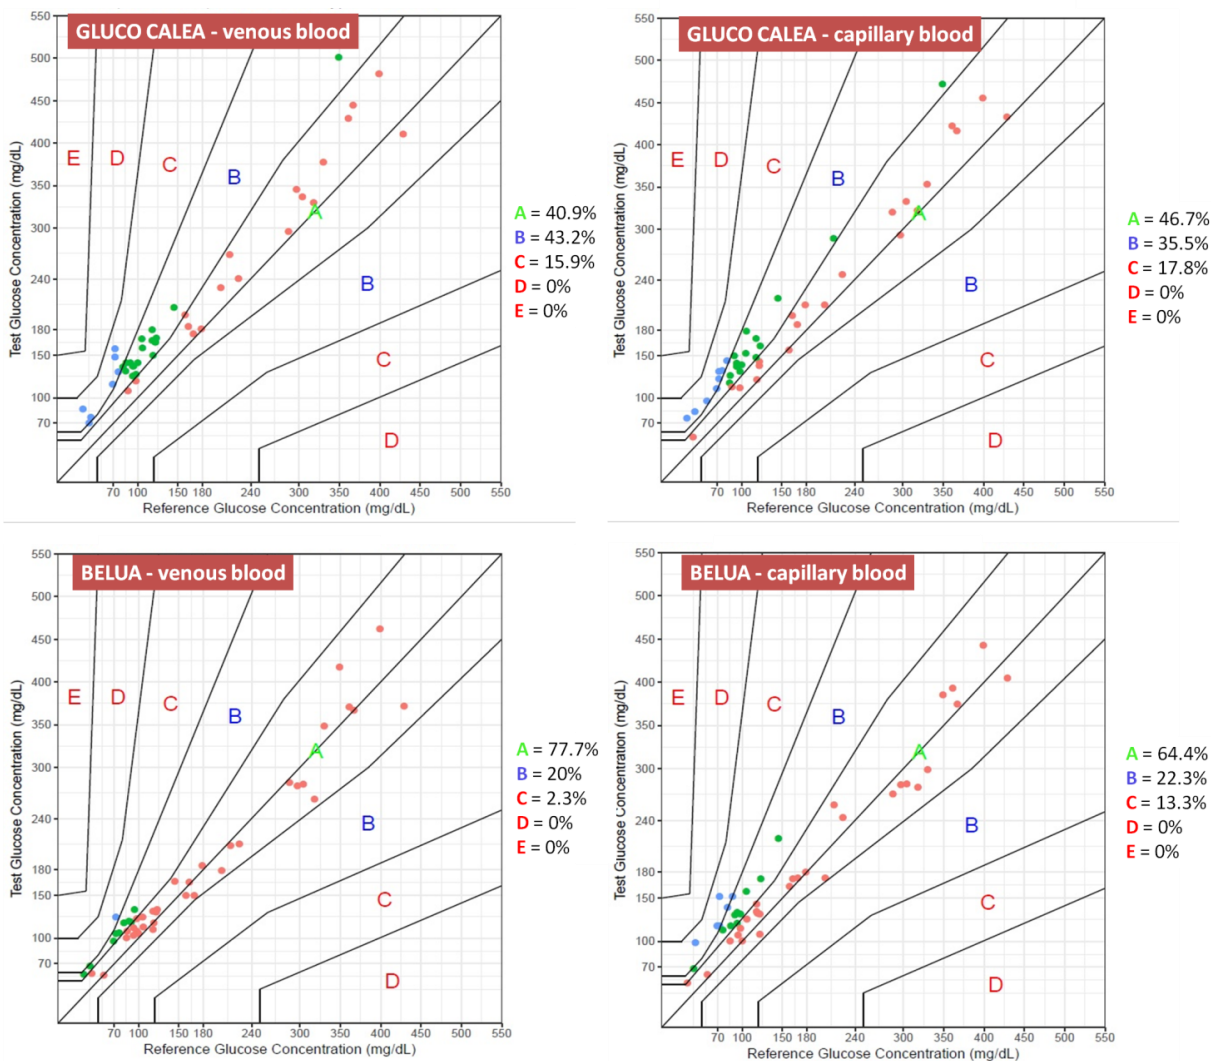 GLUCO CALEA - venous blood
Test Glucose Concentration (mg/dL)
550
500
450
400
350
300
240
180
150
100
70
E
D
C
B
A
B
C
D
70 100 150 180 240 300 350 400 450 500 550
Reference Glucose Concentration (mg/dL)
A = 40.9%
B = 43.2%
C = 15.9%
D = 0%
E = 0%
GLUCO CALEA - capillary blood
Test Glucose Concentration (mg/dL)
550
500
450
400
350
300
240
180
150
100
70
E
D
C
B
A
B
C
D
70 100 150 180 240 300 350 400 450 500 550
Reference Glucose Concentration (mg/dL)
A = 46.7%
B = 35.5%
C = 17.8%
D = 0%
E = 0%
BELUA - venous blood
Test Glucose Concentration (mg/dL)
550
500
450
400
350
300
240
180
150
100
70
E
D
C
B
A
B
C
D
70 100 150 180 240 300 350 400 450 500 550
Reference Glucose Concentration (mg/dL)
A = 77.7%
B = 20%
C = 2.3%
D = 0%
E = 0%
BELUA - capillary blood
Test Glucose Concentration (mg/dL)
550
500
450
400
350
300
240
180
150
100
70
E
D
C
B
A
B
C
D
70 100 150 180 240 300 350 400 450 500 550
Reference Glucose Concentration (mg/dL)
A = 64.4%
B = 22.3%
C = 13.3%
D = 0%
E = 0%